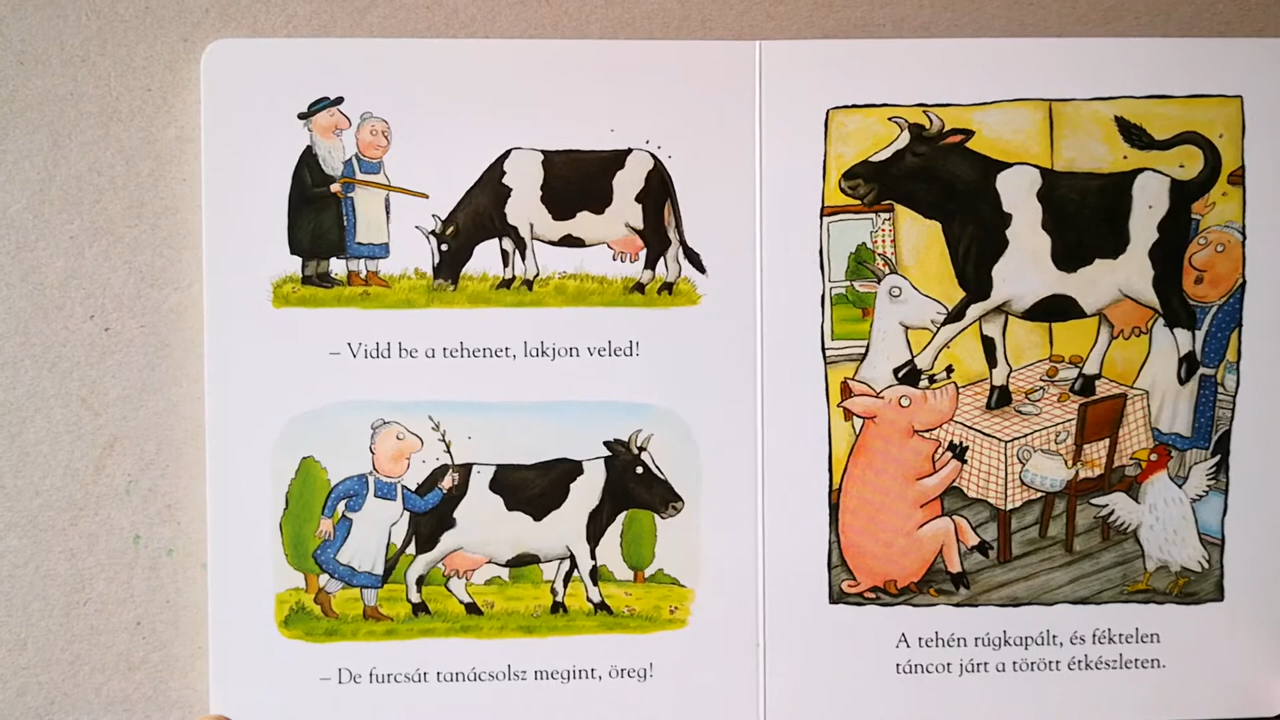 – Vidd be a tehenet, lakjon veled!
– De furcsát tanácsolsz megint, öreg!
A tehén rúgkapált, és féktelen
táncot járt a törött étkészleten.